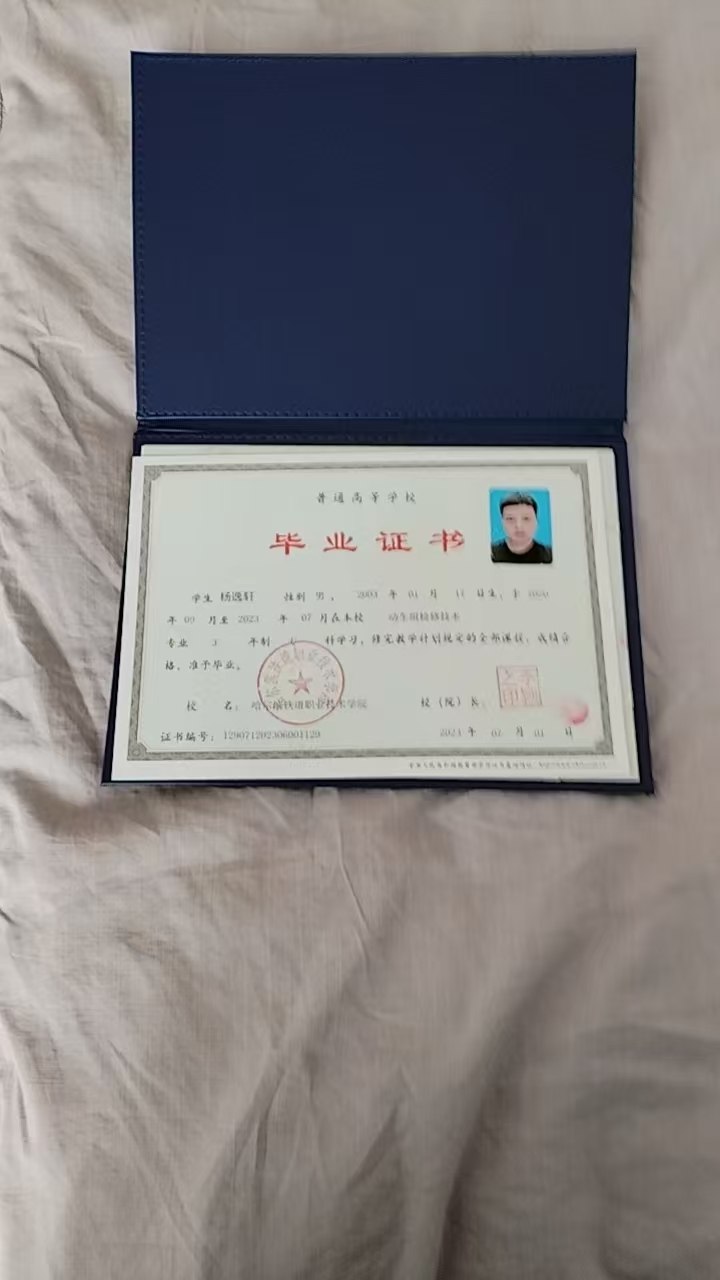 普通高等学校
毕业证书
学生 杨逸轩 性别 男， 2003 年 01 月 日生，于 2020
年 09 月至 2023 年 07 月在本校 动车组检修技术
专业 3 年制 科学习，修完教学计划规定的全部课程，成绩合
格，准予毕业。
校 名： 哈尔滨铁道职业技术学院 校（院）长：
证书编号： 129071202306001129 2023 年 07 月 01 日